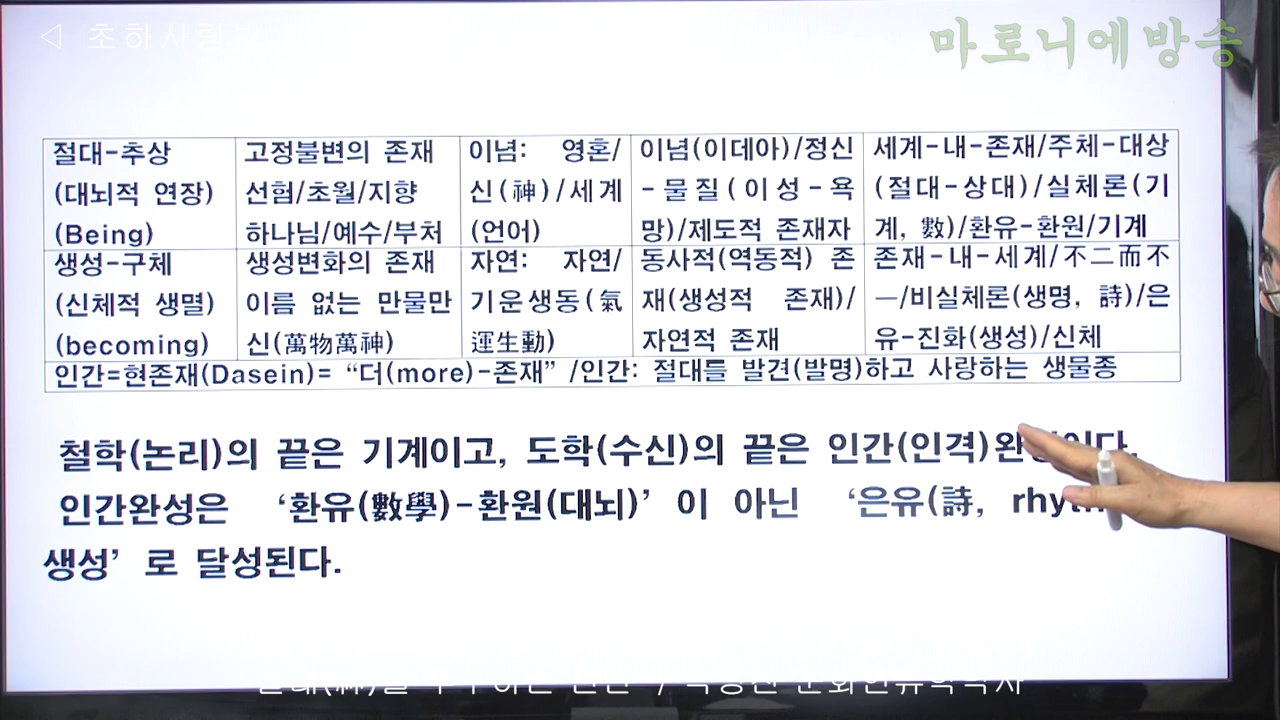 ◁ 초하사랑방
마로니에방송
절대-추상
(대뇌적 연장)
(Being)
고정불변의 존재
선험/초월/지향
하나님/예수/부처
이념: 영혼/
신(神)/세계
(언어)
이념(이데아)/정신
-물질(이성-욕
망)/제도적 존재자
세계-내-존재/주체-대상
(절대-상대)/실체론(기
계, 數)/환유-환원/기계
생성-구체
(신체적 생멸)
(becoming)
생성변화의 존재
이름 없는 만물만
신(萬物萬神)
자연: 자연/
기운생동(氣
運生動)
동사적(역동적) 존
재(생성적 존재)/
자연적 존재
존재-내-세계/不二而不
一/비실체론(생명, 詩)/은
유-진화(생성)/신체
인간=현존재(Dasein)= “더(more)-존재” /인간: 절대를 발견(발명)하고 사랑하는 생물종
철학(논리)의 끝은 기계이고, 도학(수신)의 끝은 인간(인격)
인간완성은 ‘환유(數學)-환원(대뇌)’ 이 아닌 ‘은유(詩,
생성’ 로 달성된다.